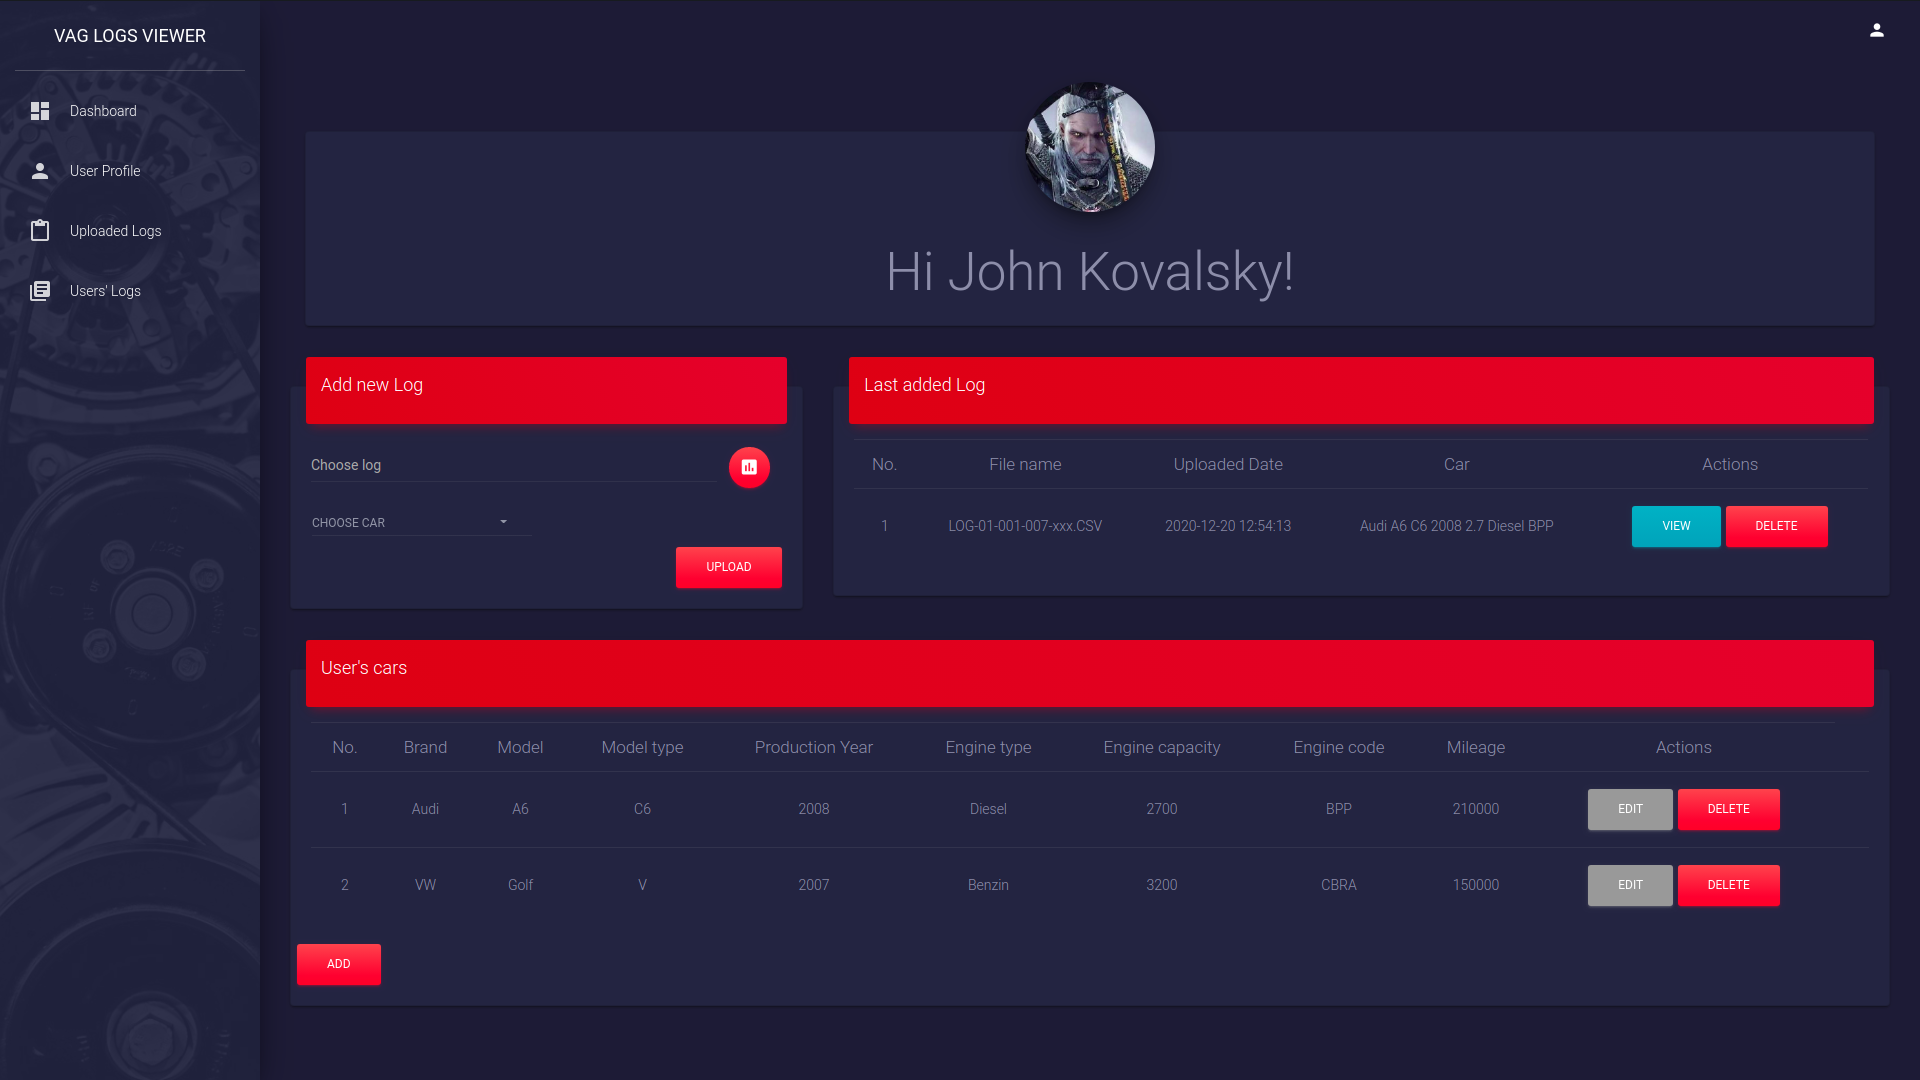 VAG LOGS VIEWER
Dashboard
User Profile
Uploaded Logs
Users' Logs
Hi John Kovalsky!
Add new Log
Choose log
CHOOSE CAR
UPLOAD
Last added Log
No. File name Uploaded Date Car Actions
1 LOG-01-001-007-xxx.CSV 2020-12-20 12:54:13 Audi A6 C6 2008 2.7 Diesel BPP VIEW DELETE
User's cars
No. Brand Model Model type Production Year Engine type Engine capacity Engine code Mileage Actions
1 Audi A6 C6 2008 Diesel 2700 BPP 210000 EDIT DELETE
2 VW Golf V 2007 Benzin 3200 CBRA 150000 EDIT DELETE
ADD